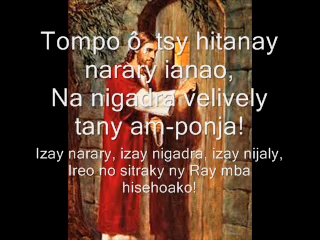 Tompo ô, tsy hitanay
narary ianao,
Na nigadra velively
tany am-ponja!
Izay narary, izay nigadra, izay nijaly,
Ireo no sitraky ny Ray mba
hisehoako!